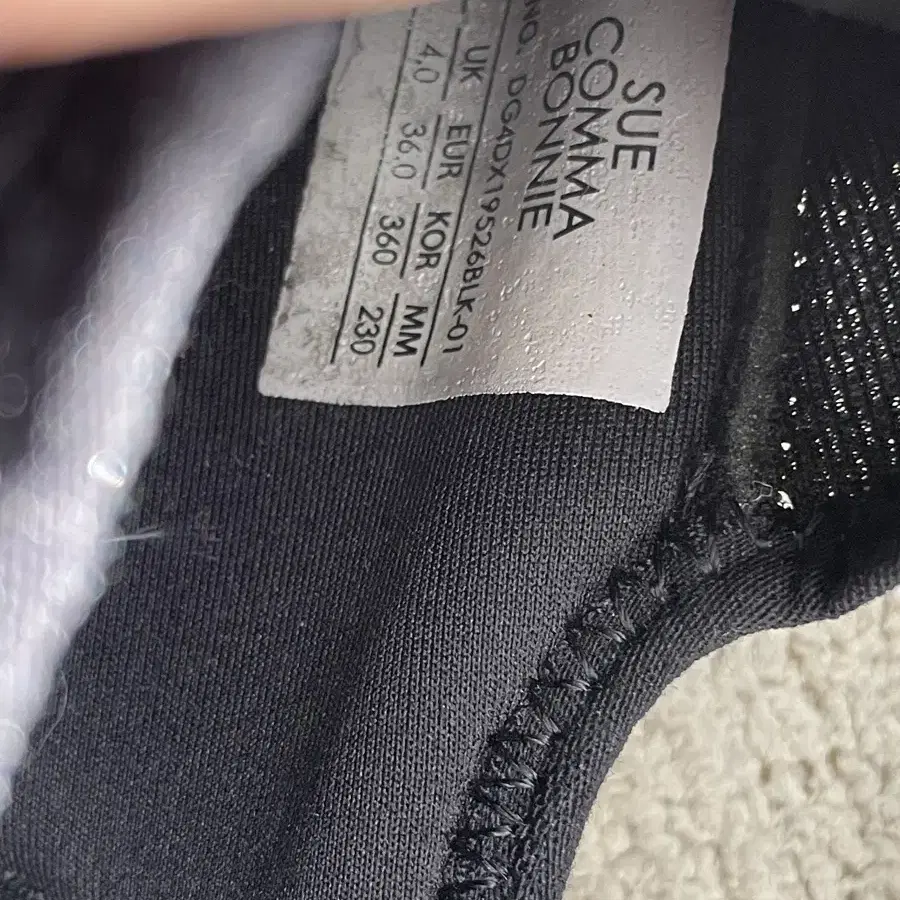 SUE
COMMA
BONNIE
NO. DG4DX19526BLK-01
UK EUR KOR MM
4.0 36.0 360 230